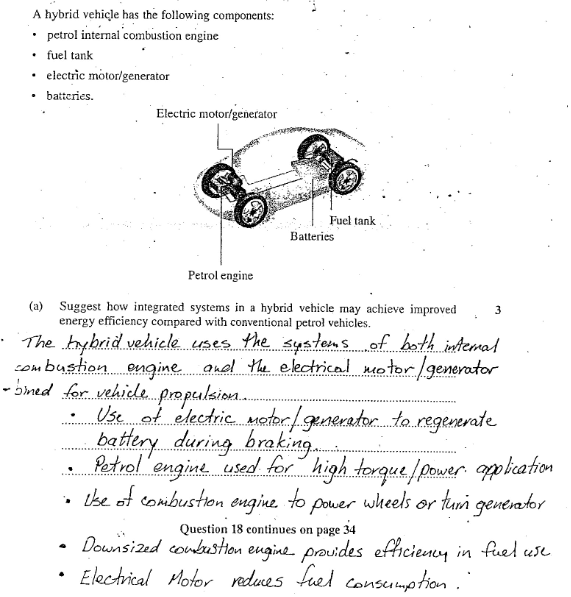 A hybrid vehicle has the following components:
• petrol internal combustion engine
• fuel tank
• electric motor/generator
• batteries.
Electric motor/generator
Fuel tank
Batteries
Petrol engine
(a) Suggest how integrated systems in a hybrid vehicle may achieve improved 3
energy efficiency compared with conventional petrol vehicles.
• The hybrid vehicle uses the systems of both internal
combustion engine and the electrical motor/generator
- bined for vehicle propulsion.
• Use of electric motor/generator to regenerate
battery during braking.
• Petrol engine used for high torque/power application
• Use of combustion engine to power wheels or turn generator
Question 18 continues on page 34
• Downsized combustion engine provides efficiency in fuel use
• Electrical Motor reduces fuel consumption.